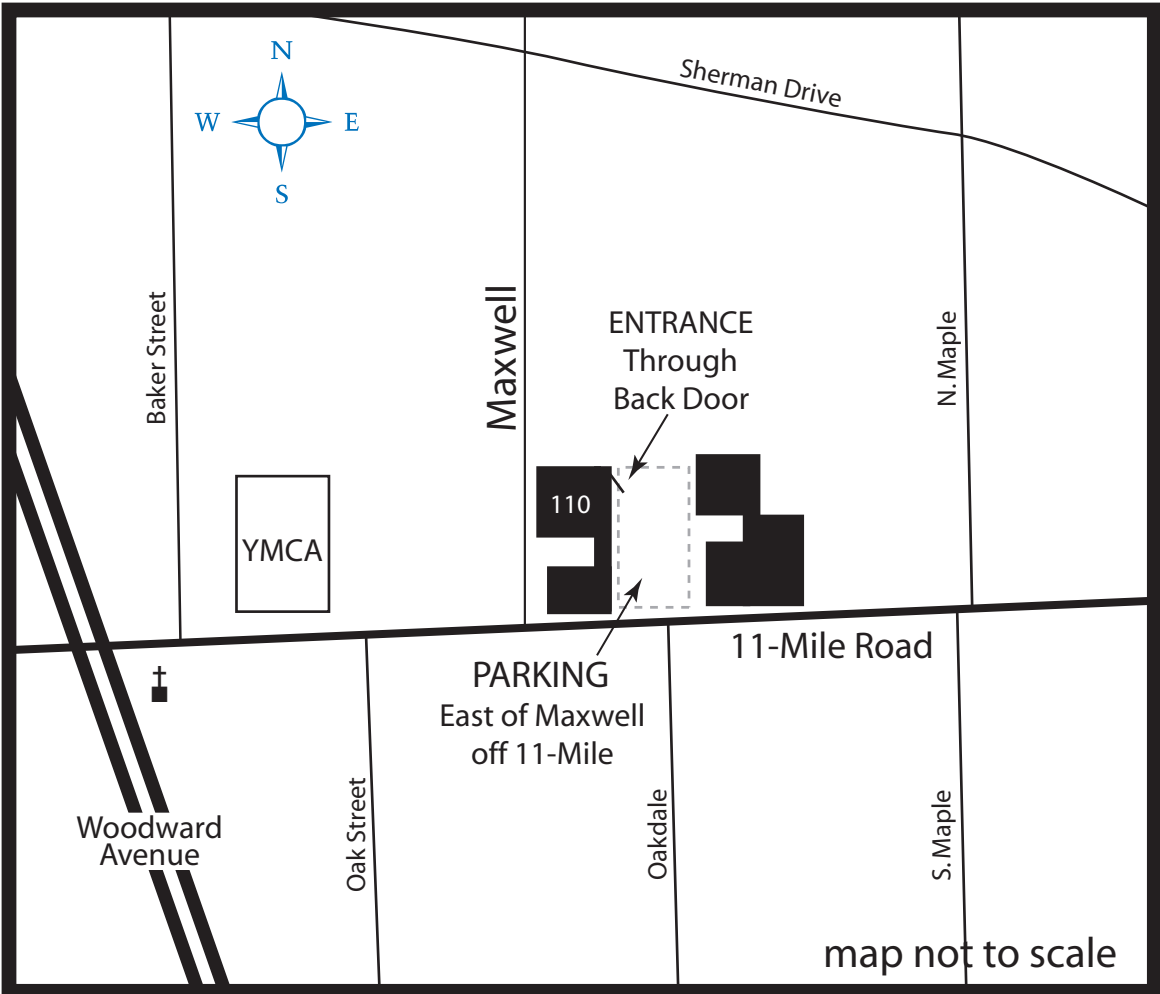 N
W
E
S
Sherman Drive
Baker Street
Maxwell
ENTRANCE
Through
Back Door
N. Maple
110
YMCA
11-Mile Road
PARKING
East of Maxwell
off 11-Mile
Woodward
Avenue
Oak Street
Oakdale
S. Maple
map not to scale